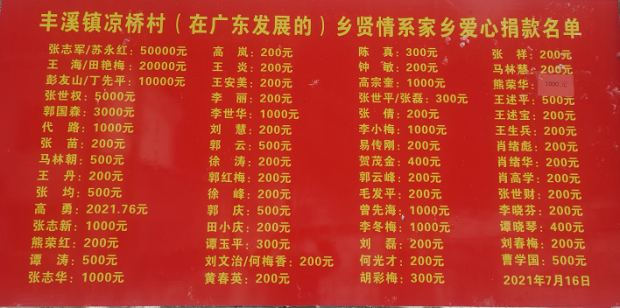 丰溪镇凉桥村（在广东发展的）乡贤情系家乡爱心捐款名单
张志军/苏永红：50000元
王　海/田艳梅：20000元
彭友山/丁先平：10000元
张世权：5000元
郭国森：3000元
代　路：1000元
张　苗：200元
马林朝：500元
王　丹：200元
张　均：500元
高　勇：2021.76元
张志新：1000元
熊荣红：200元
谭　涛：500元
张志华：1000元
高　岚：200元
王　炎：200元
王安美：200元
李　丽：200元
李世华：1000元
刘　慧：200元
郭　云：500元
徐　涛：200元
郭红梅：200元
徐　峰：200元
郭　庆：500元
田小庆：200元
谭玉平：300元
刘文治/何梅香：200元
黄春英：200元
陈　真：300元
钟　敏：200元
高宗奎：1000元
张世平/张磊：300元
张　倩：200元
李小梅：1000元
易传刚：200元
贺茂金：400元
郭云峰：200元
毛发平：200元
曾先海：1000元
李冬梅：1000元
刘　磊：200元
何光才：200元
胡彩梅：300元
张　祥：200元
马林慧：200元
熊荣华：1000元
王述平：500元
王述宝：200元
王生兵：200元
肖绪彪：200元
肖绪华：200元
肖高学：200元
张世财：200元
李晓芬：200元
谭晓琴：400元
刘春梅：200元
曹学国：500元
2021年7月16日